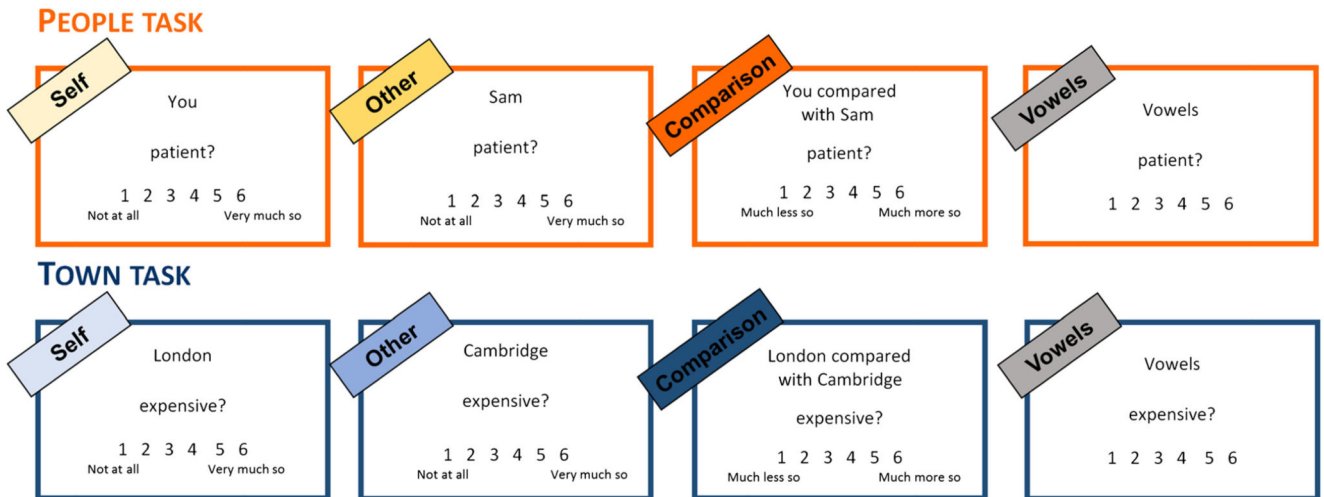 PEOPLE TASK
Self
You
patient?
1 2 3 4 5 6
Not at all Very much so
Other
Sam
patient?
1 2 3 4 5 6
Not at all Very much so
Comparison
You compared
with Sam
patient?
1 2 3 4 5 6
Much less so Much more so
Vowels
Vowels
patient?
1 2 3 4 5 6
TOWN TASK
Self
London
expensive?
1 2 3 4 5 6
Not at all Very much so
Other
Cambridge
expensive?
1 2 3 4 5 6
Not at all Very much so
Comparison
London compared
with Cambridge
expensive?
1 2 3 4 5 6
Much less so Much more so
Vowels
Vowels
expensive?
1 2 3 4 5 6